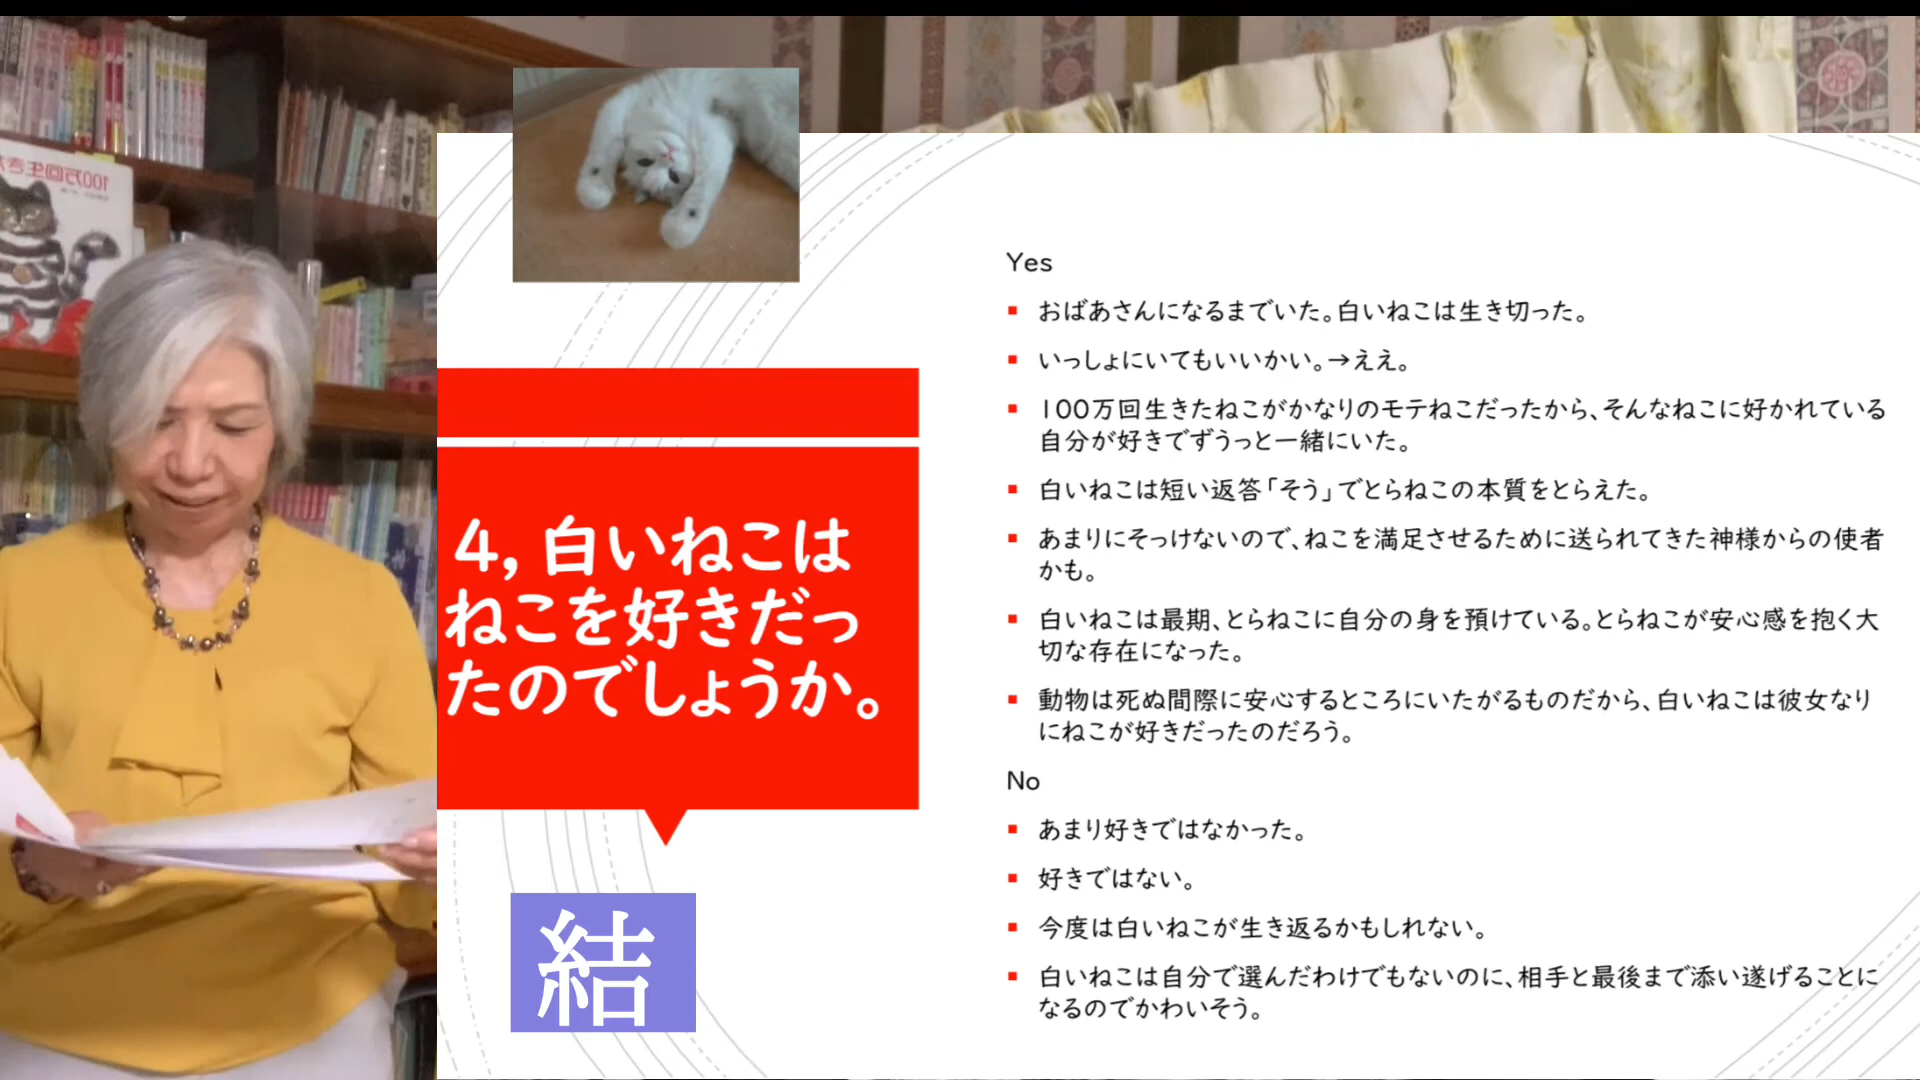 100万回生きた
4, 白いねこは
ねこを好きだっ
たのでしょうか。
結
Yes
おばあさんになるまでいた。白いねこは生き切った。
いっしょにいてもいいかい。→ええ。
100万回生きたねこがかなりのモテねこだったから、そんなねこに好かれている
自分が好きでずうっと一緒にいた。
白いねこは短い返答「そう」でとらねこの本質をとらえた。
あまりにそっけないので、ねこを満足させるために送られてきた神様からの使者
かも。
白いねこは最期、とらねこに自分の身を預けている。とらねこが安心感を抱く大
切な存在になった。
動物は死ぬ間際に安心するところにいたがるものだから、白いねこは彼女なり
にねこが好きだったのだろう。
No
あまり好きではなかった。
好きではない。
今度は白いねこが生き返るかもしれない。
白いねこは自分で選んだわけでもないのに、相手と最後まで添い遂げることに
なるのでかわいそう。